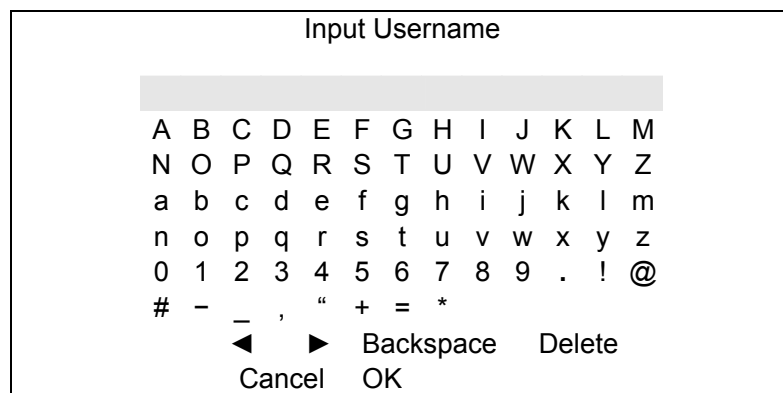 Input Username
A B C D E F G H I J K L M
N O P Q R S T U V W X Y Z
a b c d e f g h i j k l m
n o p q r s t u v w x y z
0 1 2 3 4 5 6 7 8 9 . ! @
# − _ , “ + = *
◄ ► Backspace Delete
Cancel OK